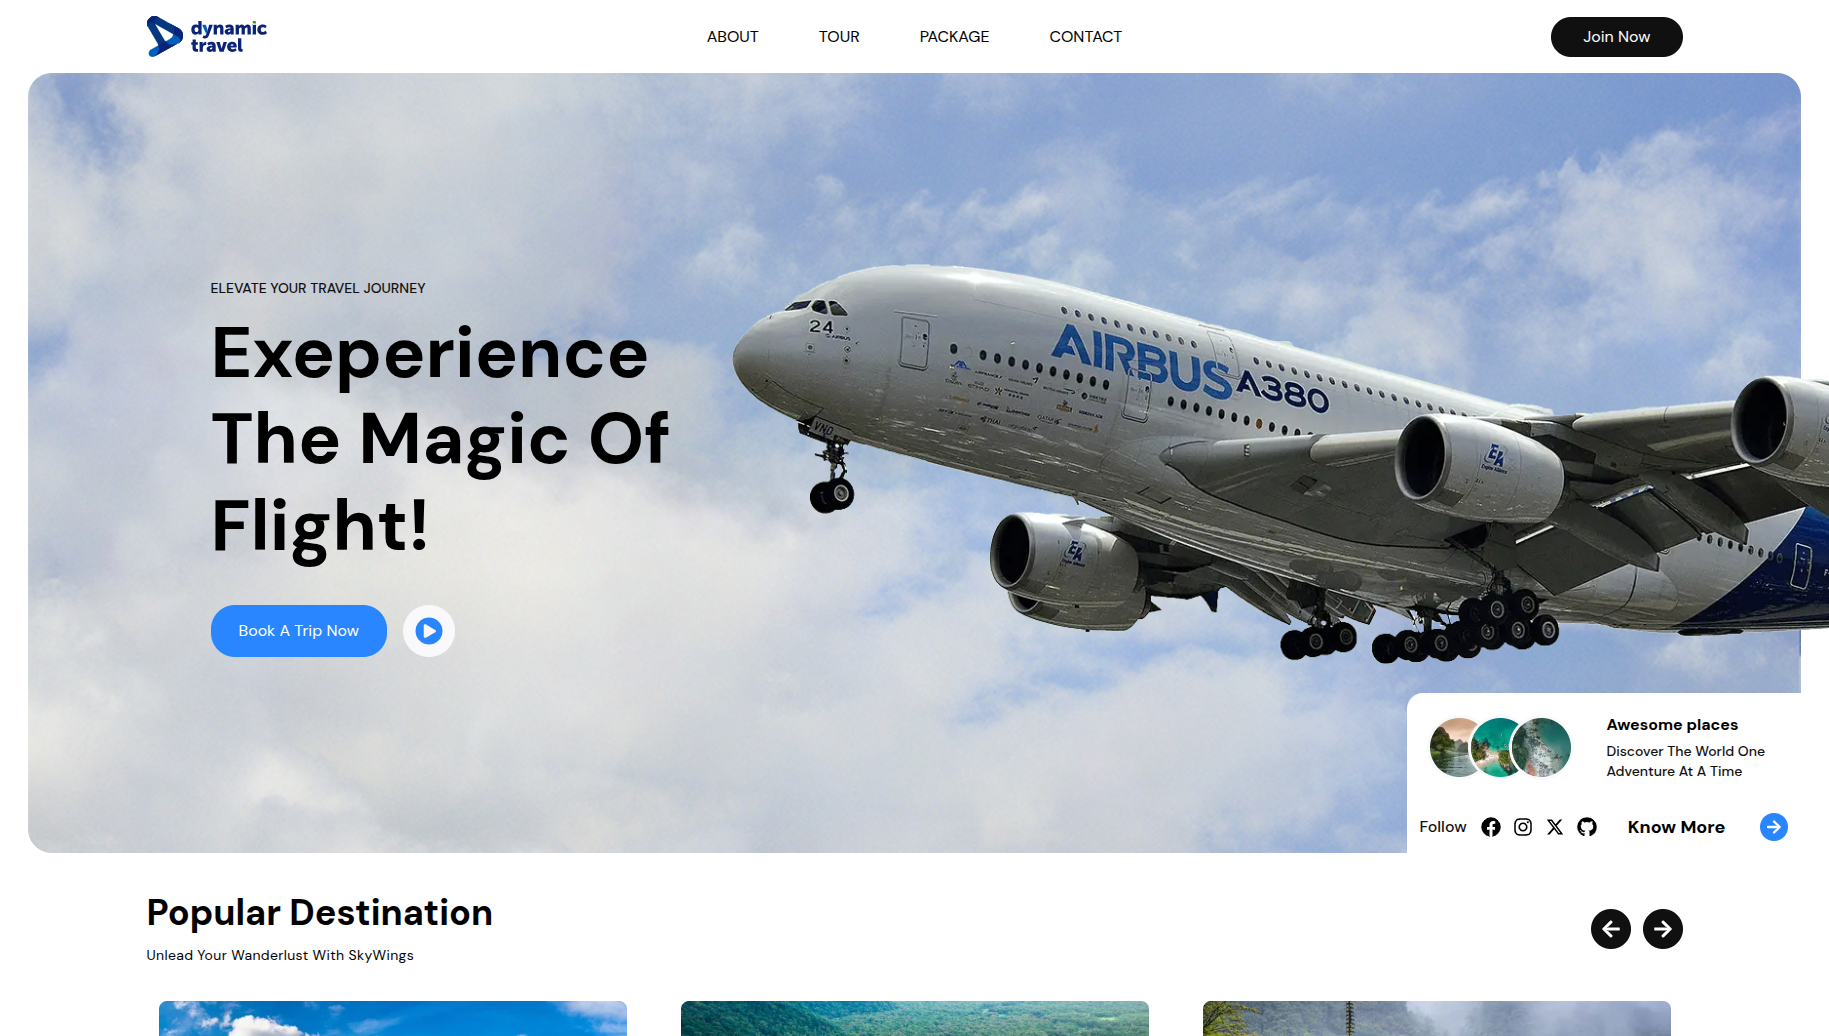 dynamic
travel
ABOUT
TOUR
PACKAGE
CONTACT
Join Now
ELEVATE YOUR TRAVEL JOURNEY
Exeperience
The Magic Of
Flight!
Book A Trip Now
24
AIRBUS A380
EA
EA
Awesome places
Discover The World One
Adventure At A Time
Follow
Know More
Popular Destination
Unlead Your Wanderlust With SkyWings